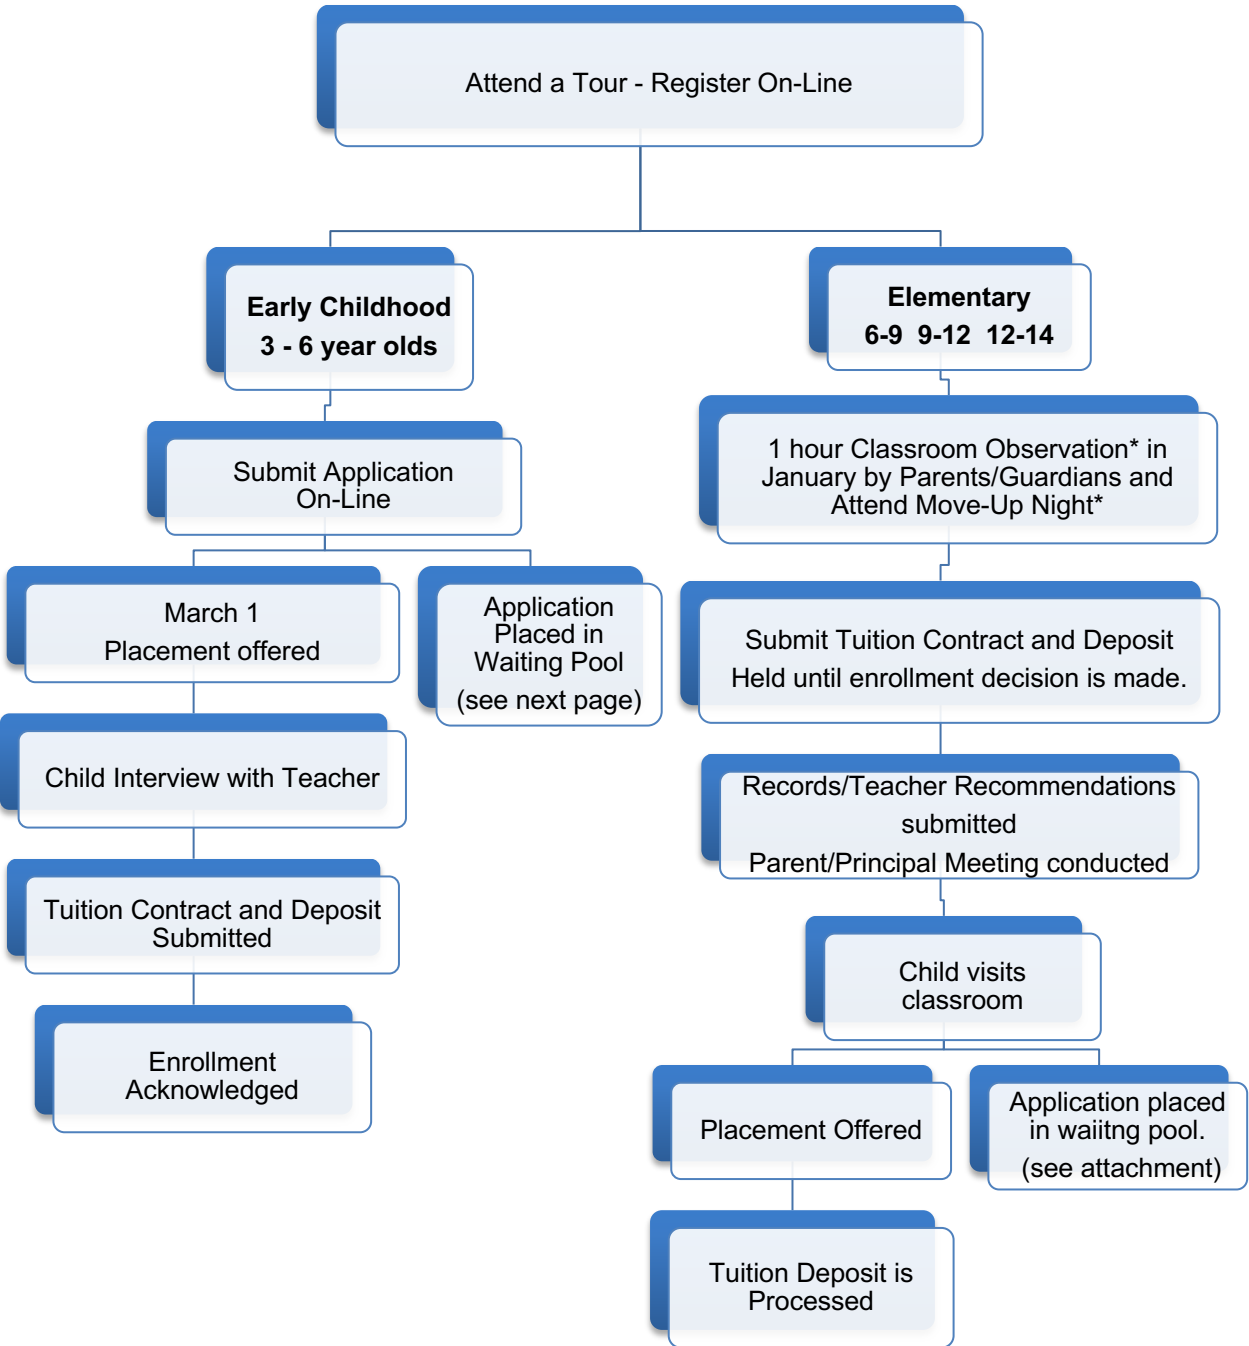 Attend a Tour - Register On-Line
Early Childhood
3 - 6 year olds
Submit Application
On-Line
March 1
Placement offered
Application
Placed in
Waiting Pool
(see next page)
Child Interview with Teacher
Tuition Contract and Deposit
Submitted
Enrollment
Acknowledged
Elementary
6-9 9-12 12-14
1 hour Classroom Observation* in
January by Parents/Guardians and
Attend Move-Up Night*
Submit Tuition Contract and Deposit
Held until enrollment decision is made.
Records/Teacher Recommendations
submitted
Parent/Principal Meeting conducted
Child visits
classroom
Placement Offered
Application placed
in waiitng pool.
(see attachment)
Tuition Deposit is
Processed